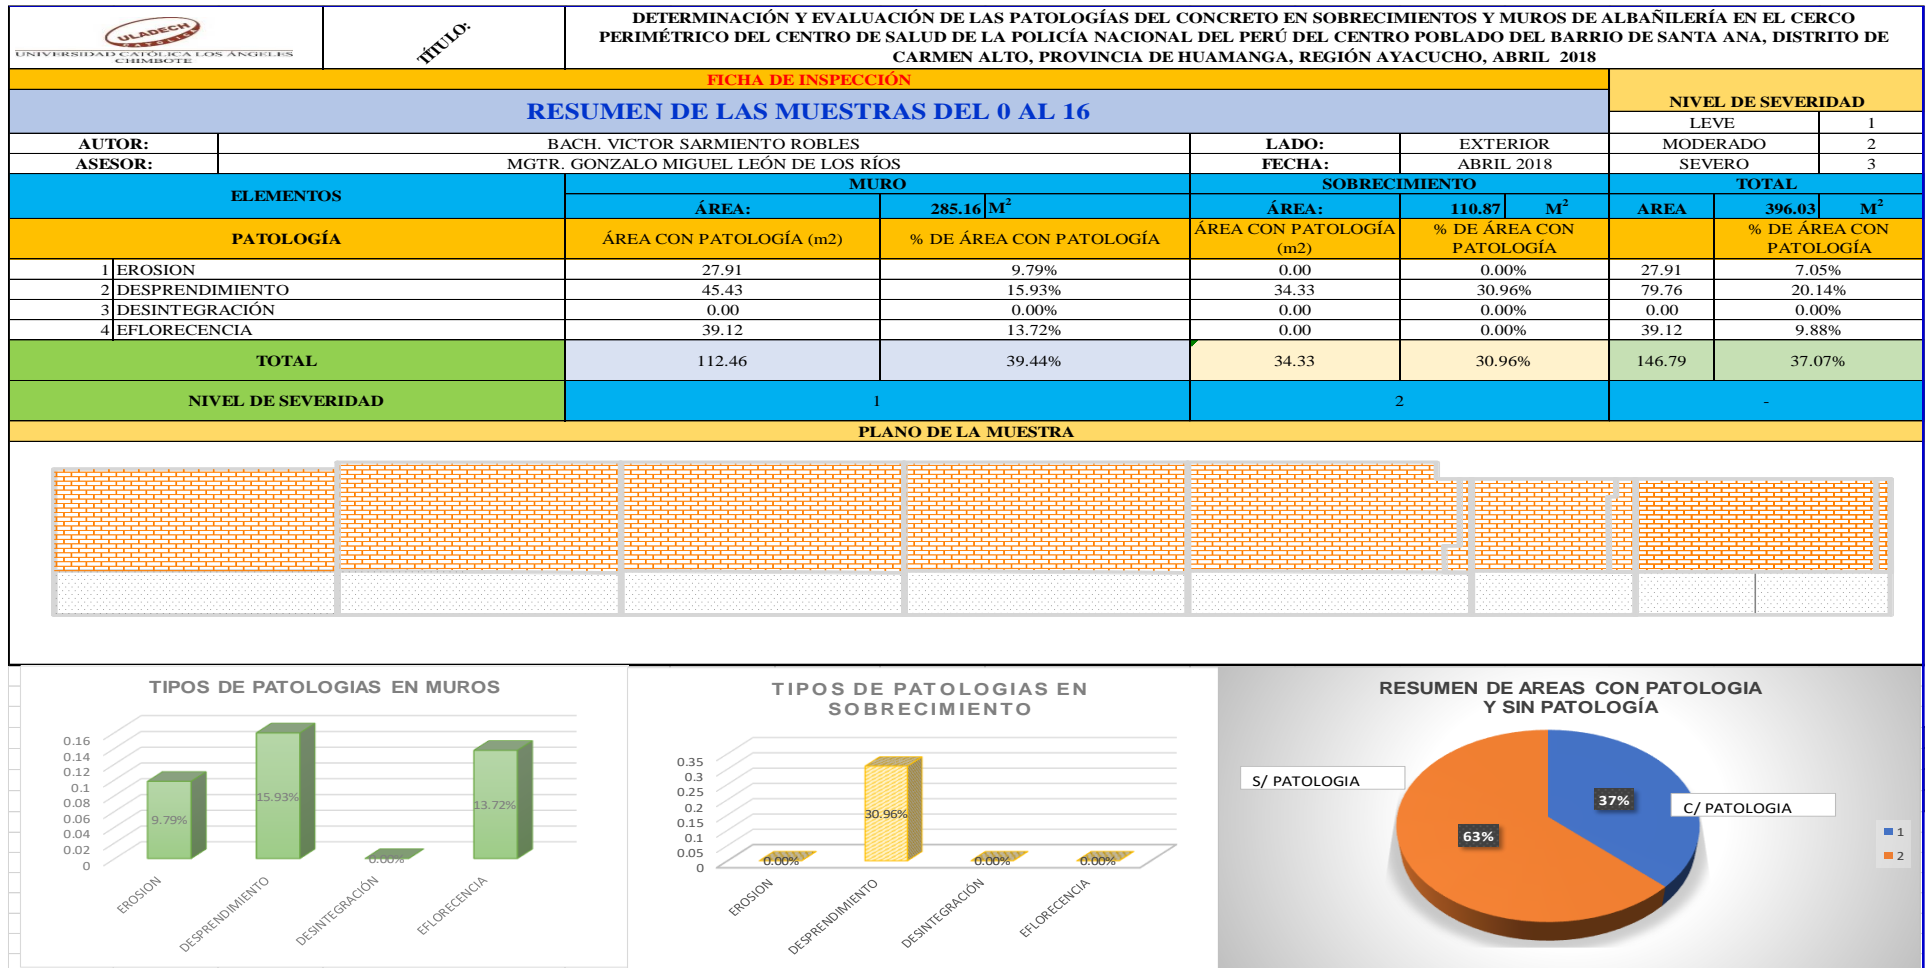 ULADECH
CATÓLICA
UNIVERSIDAD CATÓLICA LOS ÁNGELES
CHIMBOTE
TÍTULO:
DETERMINACIÓN Y EVALUACIÓN DE LAS PATOLOGÍAS DEL CONCRETO EN SOBRECIMIENTOS Y MUROS DE ALBAÑILERÍA EN EL CERCO
PERIMÉTRICO DEL CENTRO DE SALUD DE LA POLICÍA NACIONAL DEL PERÚ DEL CENTRO POBLADO DEL BARRIO DE SANTA ANA, DISTRITO DE
CARMEN ALTO, PROVINCIA DE HUAMANGA, REGIÓN AYACUCHO, ABRIL 2018
FICHA DE INSPECCIÓN
RESUMEN DE LAS MUESTRAS DEL 0 AL 16
NIVEL DE SEVERIDAD
LEVE 1
AUTOR: BACH. VICTOR SARMIENTO ROBLES LADO: EXTERIOR MODERADO 2
ASESOR: MGTR. GONZALO MIGUEL LEÓN DE LOS RÍOS FECHA: ABRIL 2018 SEVERO 3
ELEMENTOS MURO SOBRECIMIENTO TOTAL
ÁREA: 285.16 M² ÁREA: 110.87 M² AREA 396.03 M²
PATOLOGÍA ÁREA CON PATOLOGÍA (m2) % DE ÁREA CON PATOLOGÍA ÁREA CON PATOLOGÍA (m2) % DE ÁREA CON PATOLOGÍA % DE ÁREA CON PATOLOGÍA
1 EROSION 27.91 9.79% 0.00 0.00% 27.91 7.05%
2 DESPRENDIMIENTO 45.43 15.93% 34.33 30.96% 79.76 20.14%
3 DESINTEGRACIÓN 0.00 0.00% 0.00 0.00% 0.00 0.00%
4 EFLORECENCIA 39.12 13.72% 0.00 0.00% 39.12 9.88%
TOTAL 112.46 39.44% 34.33 30.96% 146.79 37.07%
NIVEL DE SEVERIDAD 1 2 -
PLANO DE LA MUESTRA
TIPOS DE PATOLOGIAS EN MUROS
0.16
0.14
0.12
0.1
0.08
0.06
0.04
0.02
0
9.79%
15.93%
0.00%
13.72%
EROSION
DESPRENDIMIENTO
DESINTEGRACIÓN
EFLORECENCIA
TIPOS DE PATOLOGIAS EN
SOBRECIMIENTO
0.35
0.3
0.25
0.2
0.15
0.1
0.05
0
0.00%
30.96%
0.00%
0.00%
EROSION
DESPRENDIMIENTO
DESINTEGRACIÓN
EFLORECENCIA
RESUMEN DE AREAS CON PATOLOGIA
Y SIN PATOLOGÍA
S/ PATOLOGIA
37%
C/ PATOLOGIA
63%
1
2